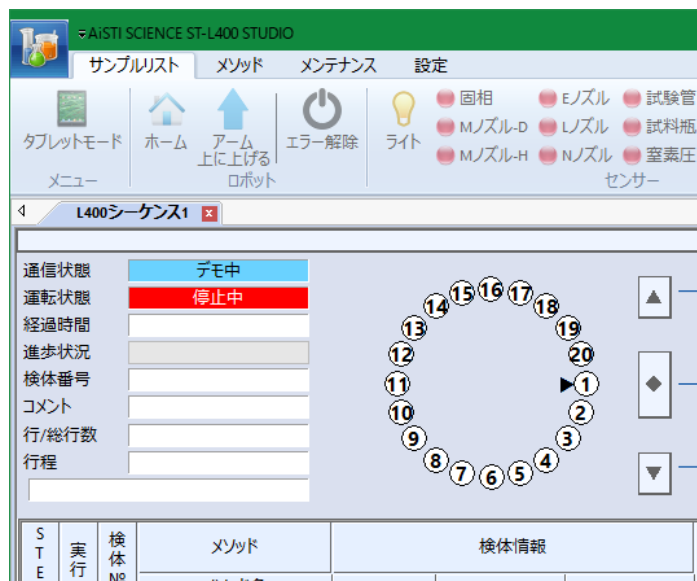 AiSTI SCIENCE ST-L400 STUDIO
サンプルリスト メソッド メンテナンス 設定
固相 Eノズル 試験管
Mノズル-D Lノズル 試料瓶
Mノズル-H Nノズル 窒素圧
タブレットモード ホーム アーム上に上げる エラー解除 ライト
メニュー ロボット センサー
L400シーケンス1
通信状態 デモ中
運転状態 停止中
経過時間
進歩状況
検体番号
コメント
行/総行数
行程
1 2 3 4 5 6 7 8 9 10 11 12 13 14 15 16 17 18 19 20
STE 実行 検体№ メソッド 検体情報